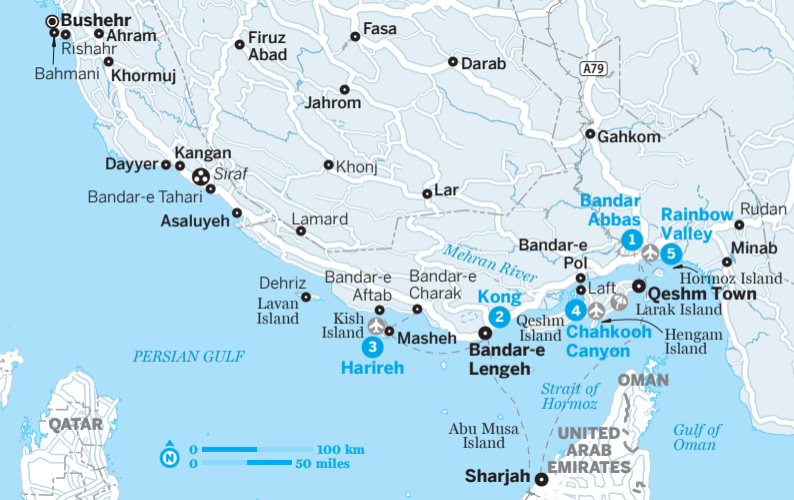 Bushehr
Ahram
Rishahr
Bahmani
Khormuj
Firuz
Abad
Fasa
Darab
A79
Jahrom
Gahkom
Dayyer
Kangan
Siraf
Khonj
Bandar-e Tahari
Lar
Asaluyeh
Lamard
Bandar
Abbas
1
Rainbow
Valley
5
Rudan
Minab
Mehran River
Bandar-e
Pol
Laft
Hormoz Island
Qeshm Town
Larak Island
Dehriz
Lavan
Island
Bandar-e
Aftab
Bandar-e
Charak
Kong
2
Qeshm
Island
4
Chahkooh
Canyon
Hengam
Island
Kish
Island
Masheh
3
Harireh
Bandar-e
Lengeh
PERSIAN GULF
Strait of
Hormoz
OMAN
QATAR
Abu Musa
Island
UNITED
ARAB
EMIRATES
Gulf of
Oman
N
0 100 km
0 50 miles
Sharjah